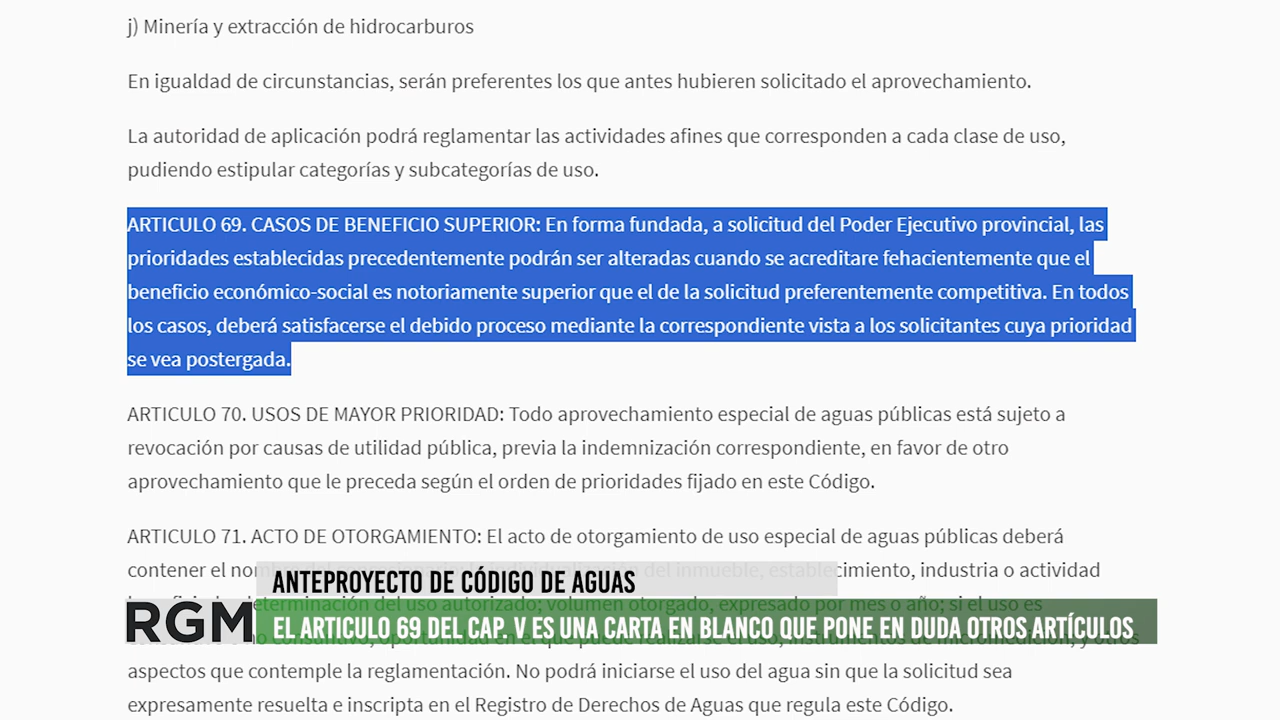 j) Minería y extracción de hidrocarburos
En igualdad de circunstancias, serán preferentes los que antes hubieren solicitado el aprovechamiento.
La autoridad de aplicación podrá reglamentar las actividades afines que corresponden a cada clase de uso,
pudiendo estipular categorías y subcategorías de uso.
ARTICULO 69. CASOS DE BENEFICIO SUPERIOR: En forma fundada, a solicitud del Poder Ejecutivo provincial, las
prioridades establecidas precedentemente podrán ser alteradas cuando se acreditare fehacientemente que el
beneficio económico-social es notoriamente superior que el de la solicitud preferentemente competitiva. En todos
los casos, deberá satisfacerse el debido proceso mediante la correspondiente vista a los solicitantes cuya prioridad
se vea postergada.
ARTICULO 70. USOS DE MAYOR PRIORIDAD: Todo aprovechamiento especial de aguas públicas está sujeto a
revocación por causas de utilidad pública, previa la indemnización correspondiente, en favor de otro
aprovechamiento que le preceda según el orden de prioridades fijado en este Código.
ARTICULO 71. ACTO DE OTORGAMIENTO: El acto de otorgamiento de uso especial de aguas públicas deberá
contener el del inmueble, establecimiento, industria o actividad
determinación del uso autorizado; volumen otorgado, expresado por mes o año; si el uso es
aspectos que contemple la reglamentación. No podrá iniciarse el uso del agua sin que la solicitud sea
expresamente resuelta e inscripta en el Registro de Derechos de Aguas que regula este Código.
ANTEPROYECTO DE CÓDIGO DE AGUAS
RGM
EL ARTICULO 69 DEL CAP. V ES UNA CARTA EN BLANCO QUE PONE EN DUDA OTROS ARTÍCULOS